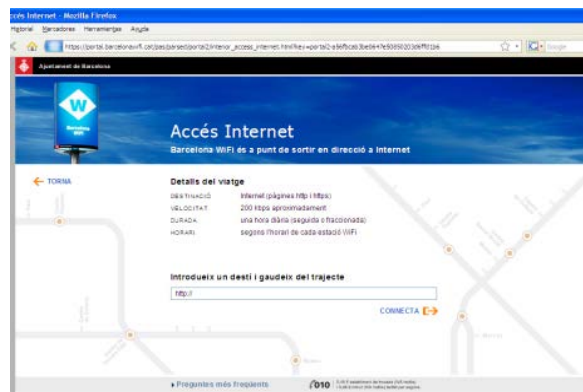 ccés Internet - Mozilla Firefox
Historial Marcadores Herramientas Ayuda
Google
Ajuntament de Barcelona
W
Barcelona
WiFi
Accés Internet
Barcelona WiFi és a punt de sortir en direcció a Internet
TORNA
Detalls del viatge
DESTINACIÓ Internet (pàgines http i https)
VELOCITAT 200 kbps aproximadament
DURADA una hora diària (seguida o fraccionada)
HORARI segons l'horari de cada estació WiFi
Introdueix un destí i gaudeix del trajecte
http://
CONNECTA
Preguntes més freqüents
010